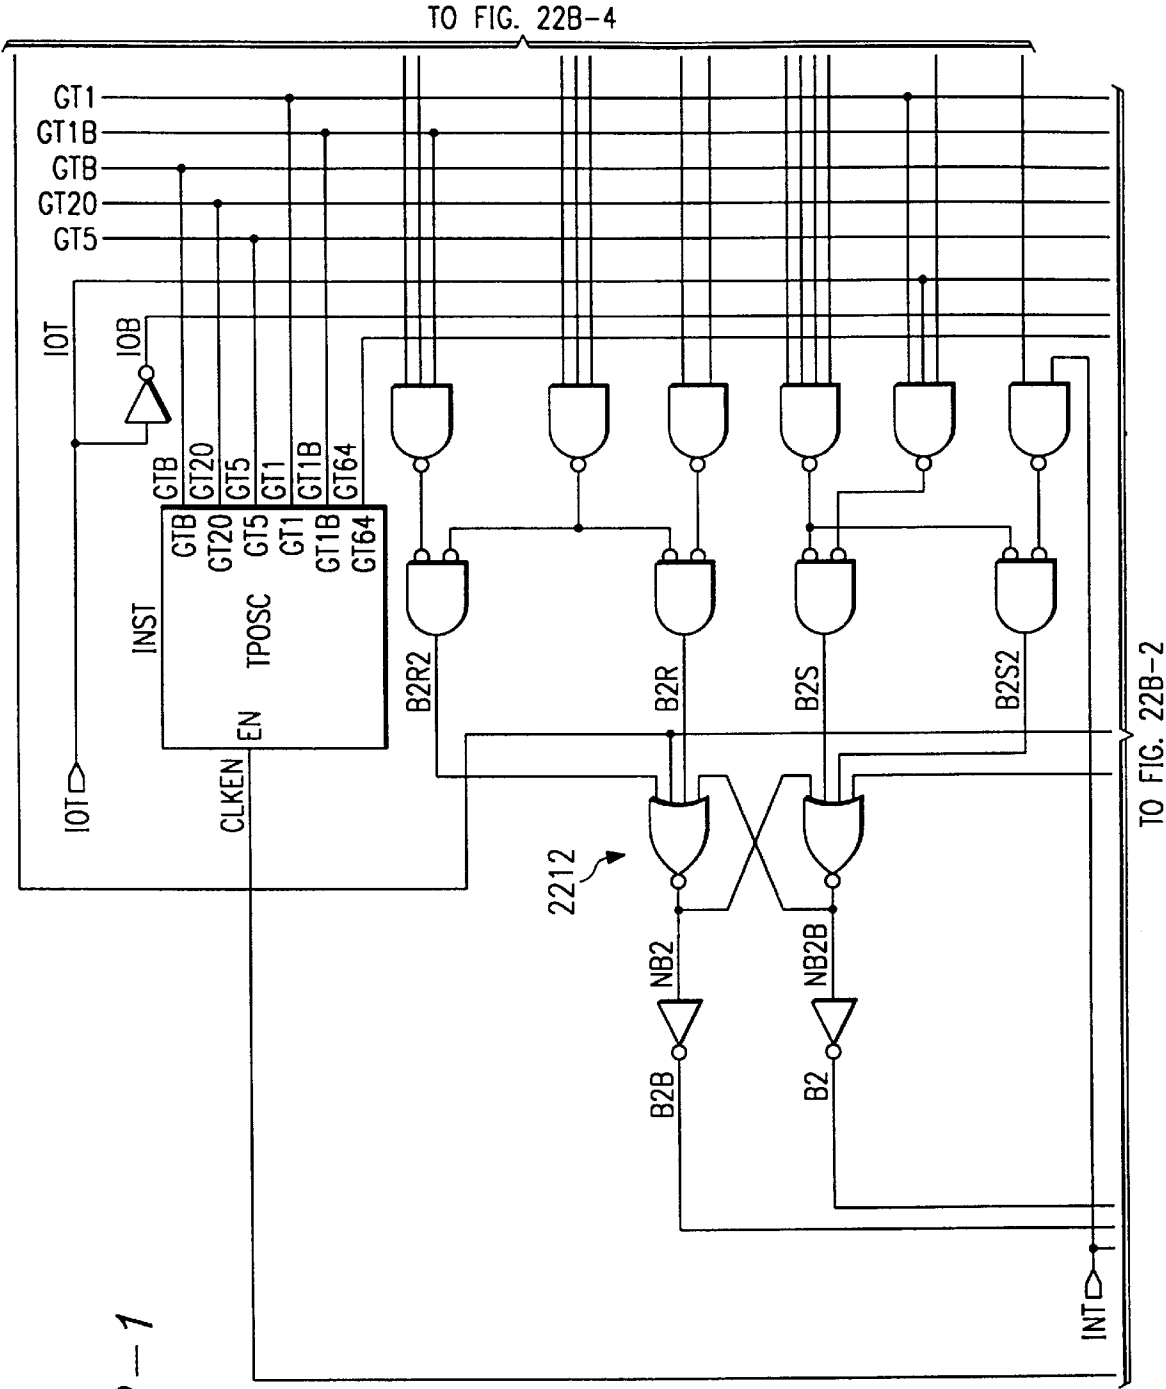 TO FIG. 22B-4
GT1
GT1B
GTB
GT20
GT5
IOT
IOB
GTB
GT20
GT5
GT1
GT1B
GT64
GTB
GT20
GT5
GT1
GT1B
GT64
INST
TPOSC
EN
CLKEN
IOT
B2R2
B2R
B2S
B2S2
2212
NB2
NB2B
B2B
B2
INT
TO FIG. 22B-2